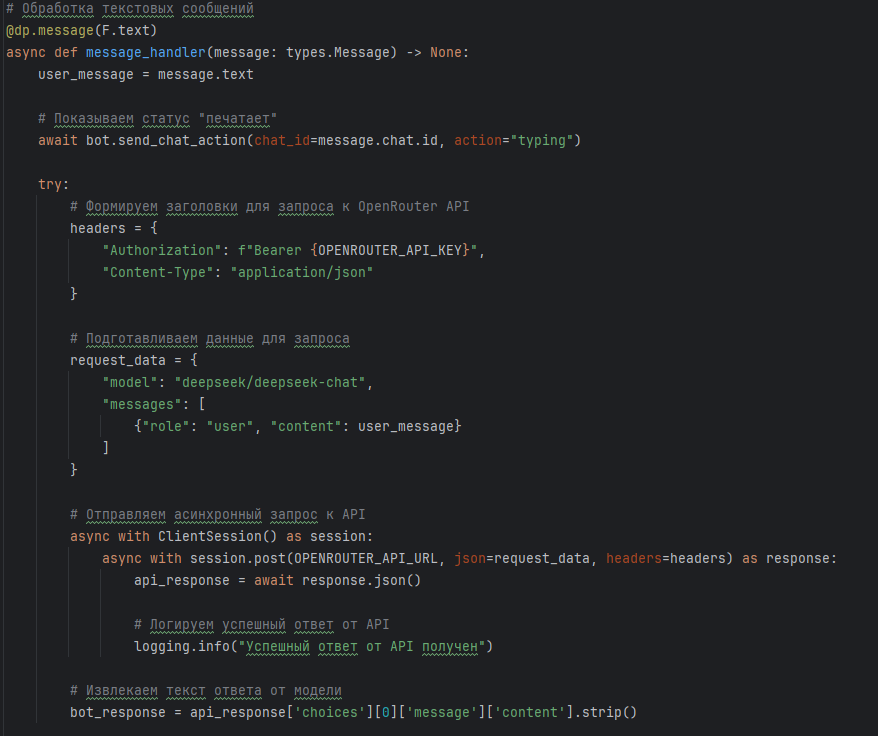 # Обработка текстовых сообщений
@dp.message(F.text)
async def message_handler(message: types.Message) -> None:
    user_message = message.text

    # Показываем статус "печатает"
    await bot.send_chat_action(chat_id=message.chat.id, action="typing")

    try:
        # Формируем заголовки для запроса к OpenRouter API
        headers = {
            "Authorization": f"Bearer {OPENROUTER_API_KEY}",
            "Content-Type": "application/json"
        }

        # Подготавливаем данные для запроса
        request_data = {
            "model": "deepseek/deepseek-chat",
            "messages": [
                {"role": "user", "content": user_message}
            ]
        }

        # Отправляем асинхронный запрос к API
        async with ClientSession() as session:
            async with session.post(OPENROUTER_API_URL, json=request_data, headers=headers) as response:
                api_response = await response.json()

                # Логируем успешный ответ от API
                logging.info("Успешный ответ от API получен")

        # Извлекаем текст ответа от модели
        bot_response = api_response['choices'][0]['message']['content'].strip()